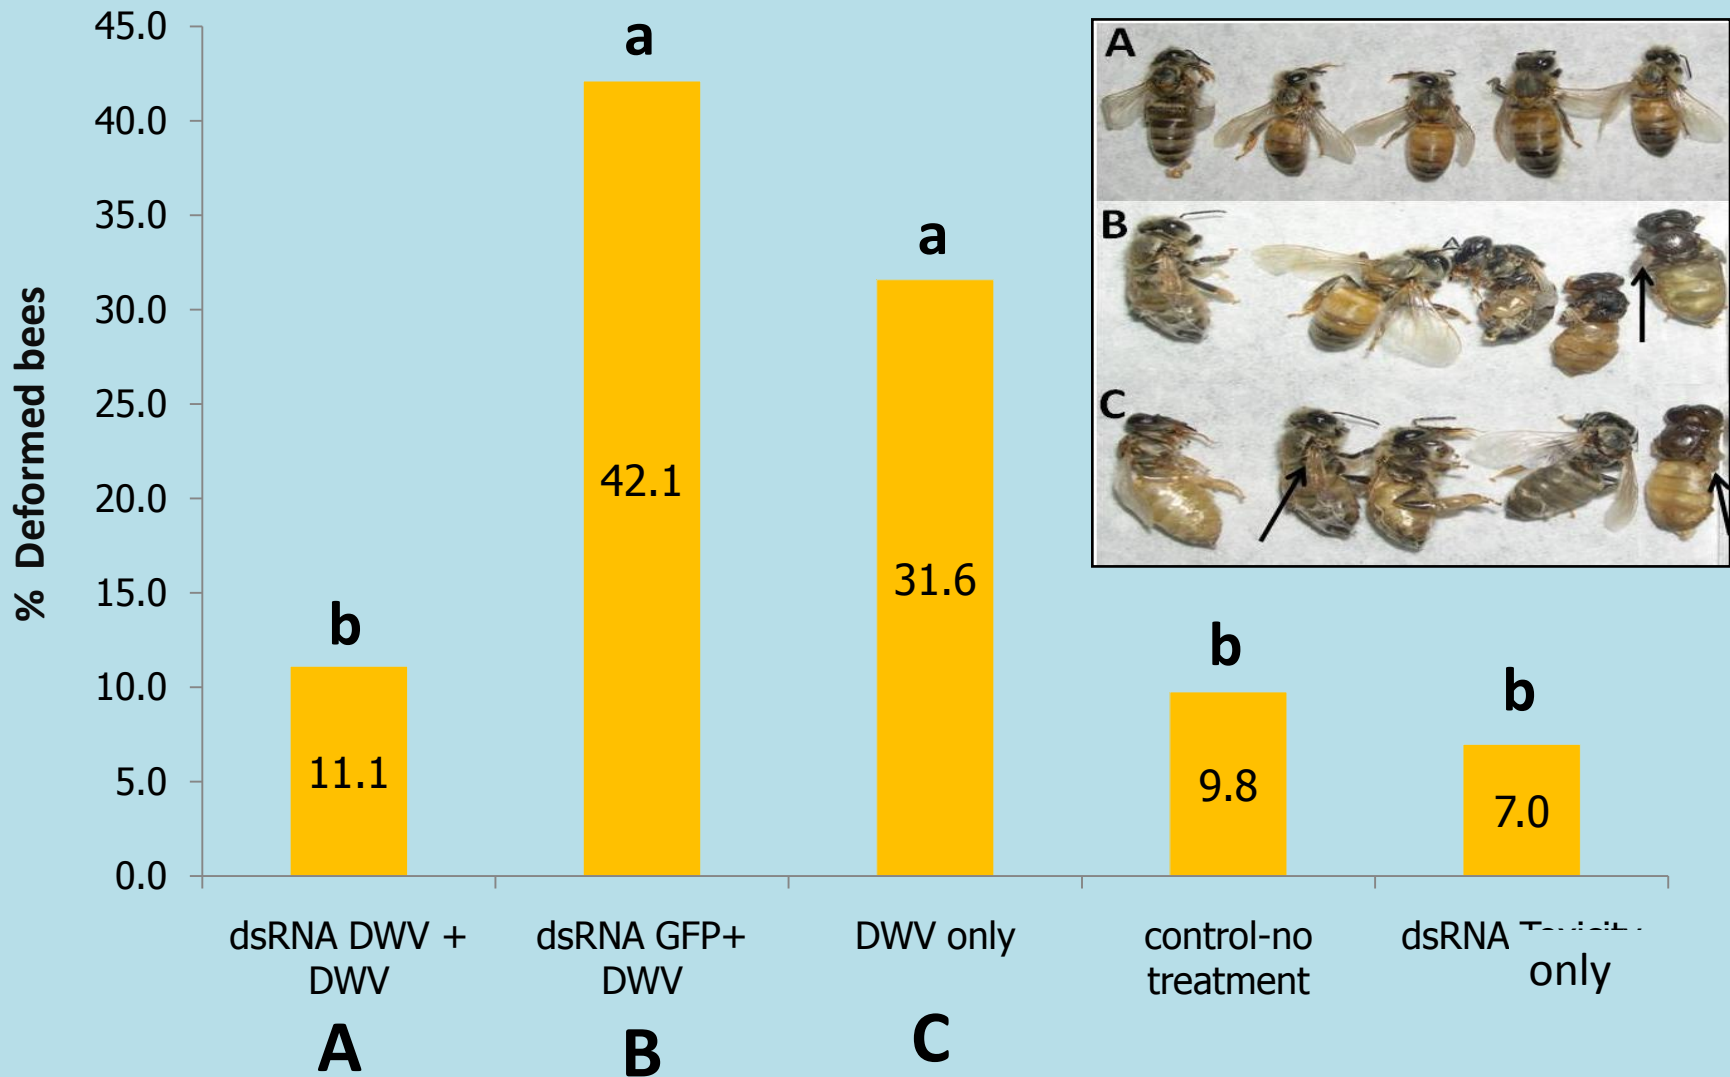 45.0
40.0
35.0
30.0
25.0
20.0
15.0
10.0
5.0
0.0
% Deformed bees
b
11.1
a
42.1
a
31.6
b
9.8
b
7.0
dsRNA DWV +
DWV
dsRNA GFP+
DWV
DWV only
control-no
treatment
dsRNA
only
A
B
C
A
B
C